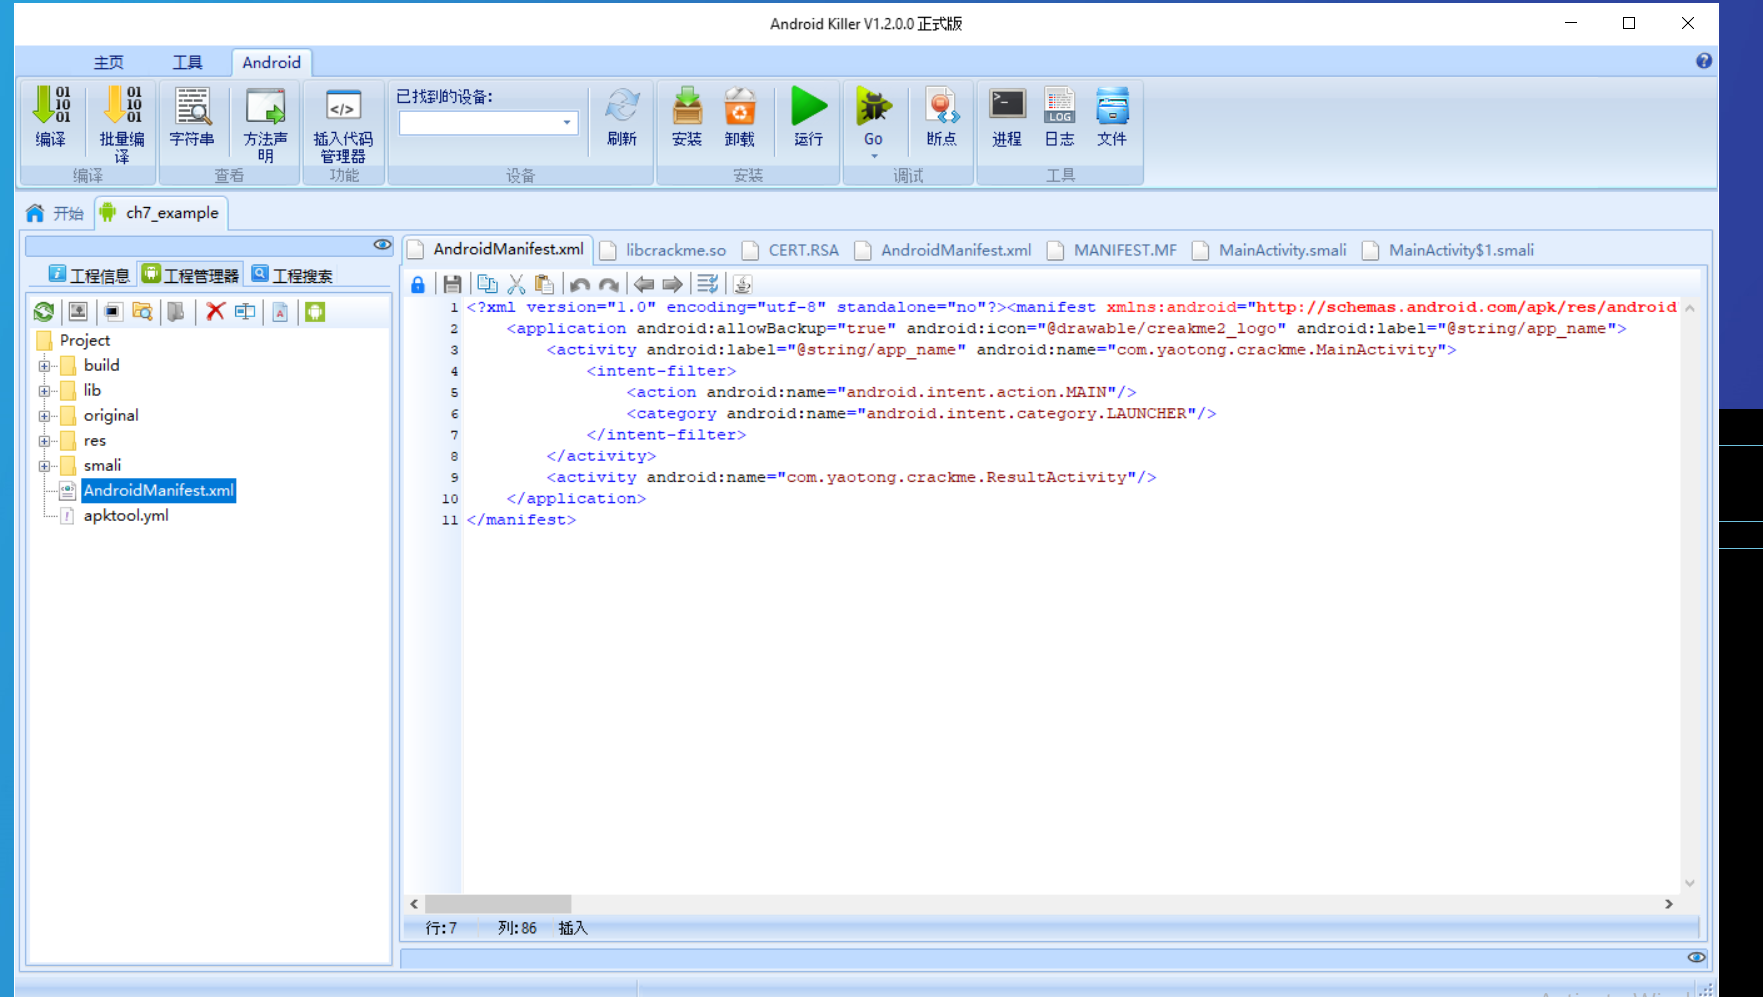 Android Killer V1.2.0.0 正式版
主页 工具 Android
编译
批量编译
字符串
方法声明
插入代码管理器
已找到的设备:
刷新
安装
卸载
运行
Go
断点
进程
日志
文件
编译 查看 功能 设备 安装 调试 工具
开始 ch7_example
工程信息 工程管理器 工程搜索
Project
build
lib
original
res
smali
AndroidManifest.xml
apktool.yml
AndroidManifest.xml libcrackme.so CERT.RSA AndroidManifest.xml MANIFEST.MF MainActivity.smali MainActivity$1.smali
1 <?xml version="1.0" encoding="utf-8" standalone="no"?><manifest xmlns:android="http://schemas.android.com/apk/res/android
2 <application android:allowBackup="true" android:icon="@drawable/creakme2_logo" android:label="@string/app_name">
3 <activity android:label="@string/app_name" android:name="com.yaotong.crackme.MainActivity">
4 <intent-filter>
5 <action android:name="android.intent.action.MAIN"/>
6 <category android:name="android.intent.category.LAUNCHER"/>
7 </intent-filter>
8 </activity>
9 <activity android:name="com.yaotong.crackme.ResultActivity"/>
10 </application>
11 </manifest>
行:7 列:86 插入